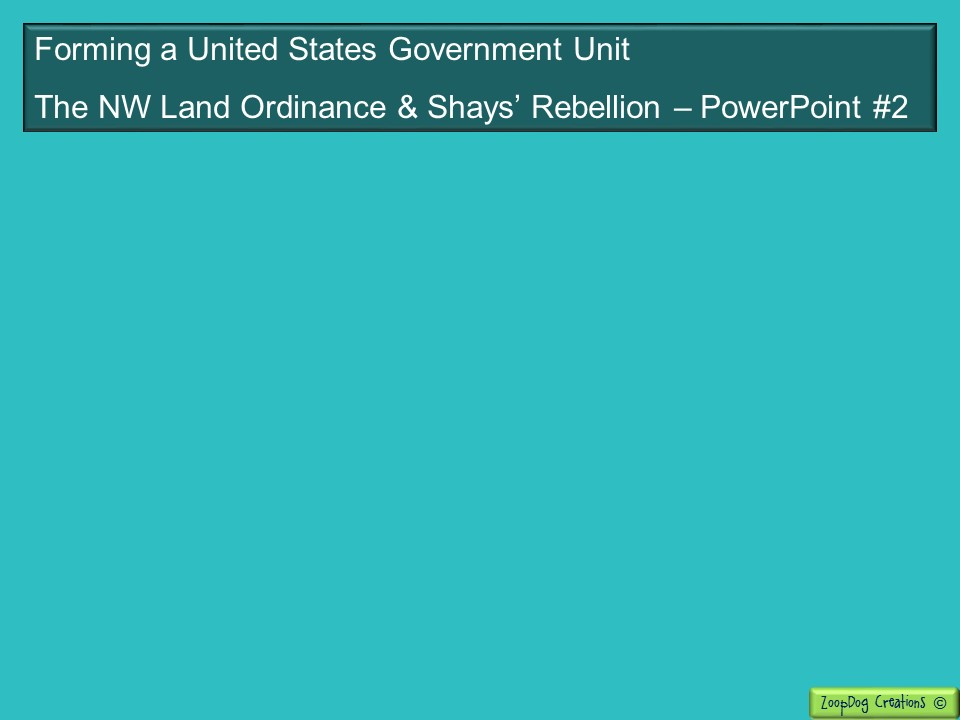 Forming a United States Government Unit
The NW Land Ordinance & Shays’ Rebellion – PowerPoint #2
ZoopDog Creations ©